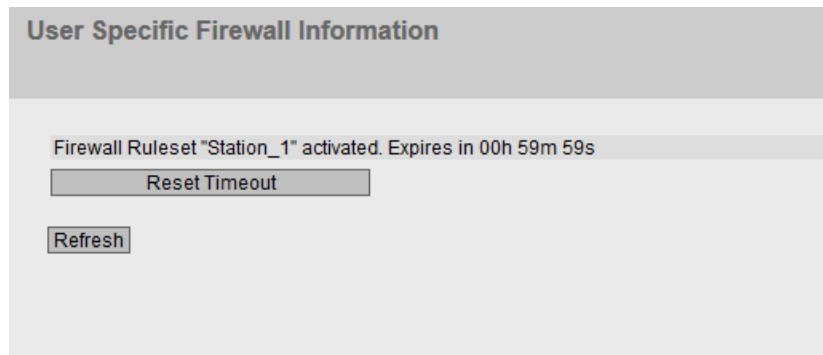 User Specific Firewall Information
Firewall Ruleset "Station_1" activated. Expires in 00h 59m 59s
Reset Timeout
Refresh